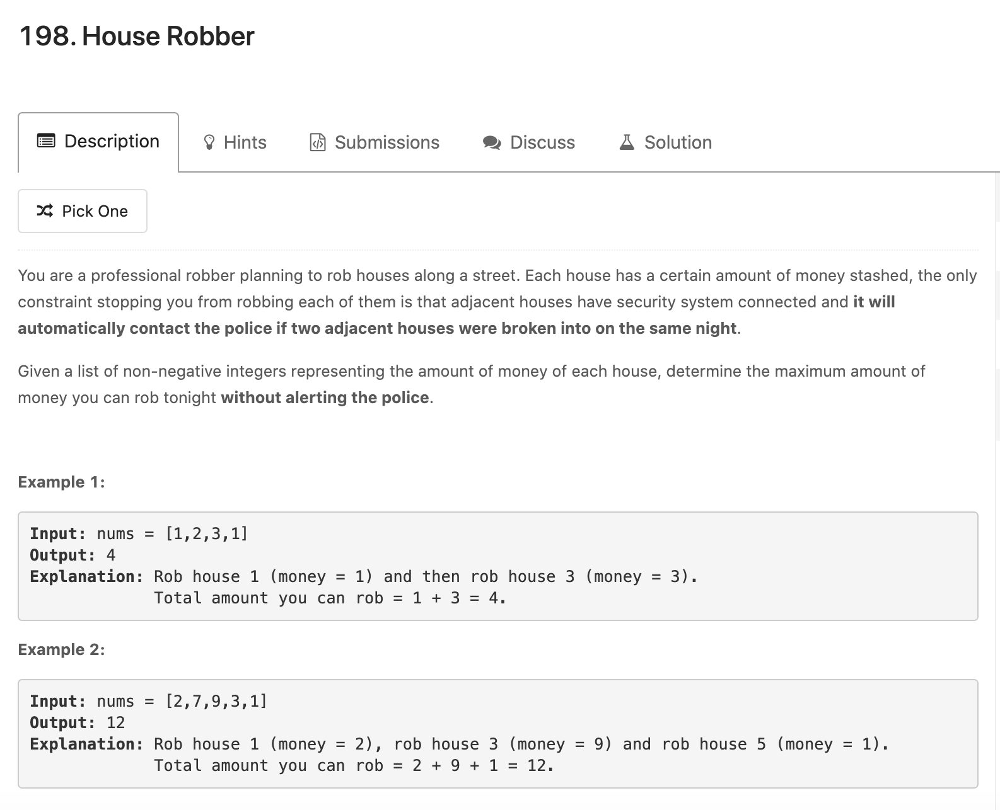 198. House Robber
Description
Hints
Submissions
Discuss
Solution
Pick One
You are a professional robber planning to rob houses along a street. Each house has a certain amount of money stashed, the only
constraint stopping you from robbing each of them is that adjacent houses have security system connected and it will
automatically contact the police if two adjacent houses were broken into on the same night.
Given a list of non-negative integers representing the amount of money of each house, determine the maximum amount of
money you can rob tonight without alerting the police.
Example 1:
Input: nums = [1,2,3,1]
Output: 4
Explanation: Rob house 1 (money = 1) and then rob house 3 (money = 3).
Total amount you can rob = 1 + 3 = 4.
Example 2:
Input: nums = [2,7,9,3,1]
Output: 12
Explanation: Rob house 1 (money = 2), rob house 3 (money = 9) and rob house 5 (money = 1).
Total amount you can rob = 2 + 9 + 1 = 12.